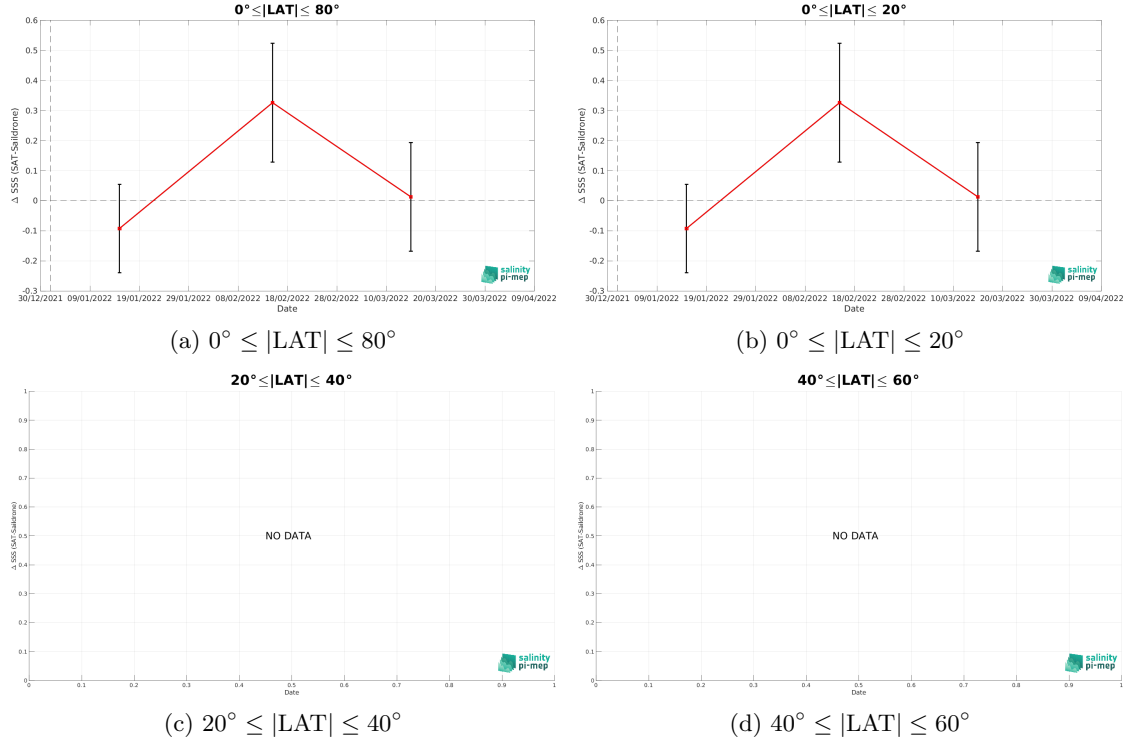 0°≤|LAT|≤ 80°
0.6
0.5
0.4
0.3
0.2
0.1
0
-0.1
-0.2
-0.3
Δ SSS (SAT-Saildrone)
30/12/2021 09/01/2022 19/01/2022 29/01/2022 08/02/2022 18/02/2022 28/02/2022 10/03/2022 20/03/2022 30/03/2022 09/04/2022
Date
salinity
pi-mep
(a) 0° ≤ |LAT| ≤ 80°
0°≤|LAT|≤ 20°
0.6
0.5
0.4
0.3
0.2
0.1
0
-0.1
-0.2
-0.3
Δ SSS (SAT-Saildrone)
30/12/2021 09/01/2022 19/01/2022 29/01/2022 08/02/2022 18/02/2022 28/02/2022 10/03/2022 20/03/2022 30/03/2022 09/04/2022
Date
salinity
pi-mep
(b) 0° ≤ |LAT| ≤ 20°
20°≤|LAT|≤ 40°
1
0.9
0.8
0.7
0.6
0.5
0.4
0.3
0.2
0.1
0
Δ SSS (SAT-Saildrone)
NO DATA
0 0.1 0.2 0.3 0.4 0.5 0.6 0.7 0.8 0.9 1
Date
salinity
pi-mep
(c) 20° ≤ |LAT| ≤ 40°
40°≤|LAT|≤ 60°
1
0.9
0.8
0.7
0.6
0.5
0.4
0.3
0.2
0.1
0
Δ SSS (SAT-Saildrone)
NO DATA
0 0.1 0.2 0.3 0.4 0.5 0.6 0.7 0.8 0.9 1
Date
salinity
pi-mep
(d) 40° ≤ |LAT| ≤ 60°